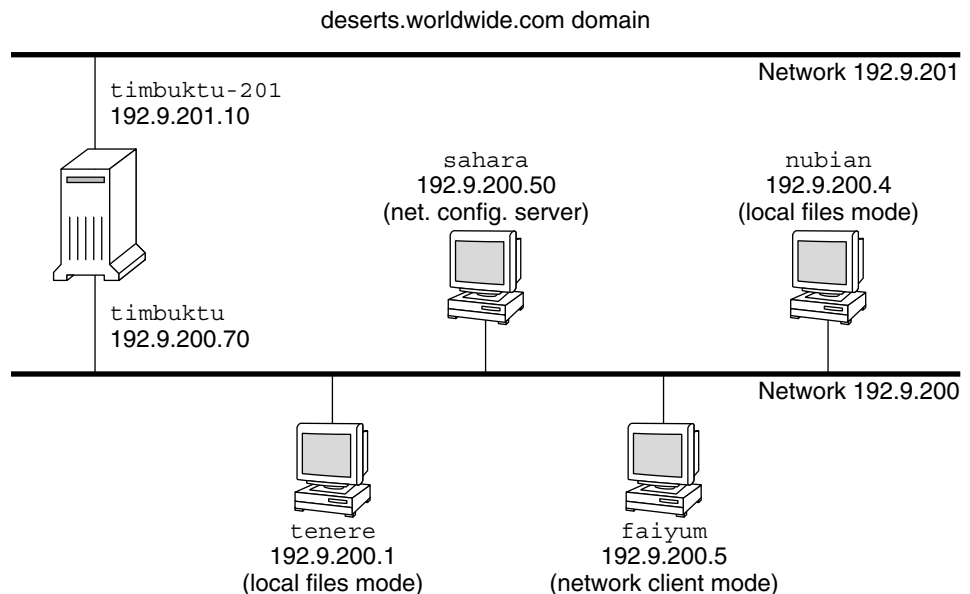 deserts.worldwide.com domain
Network 192.9.201
timbuktu-201
192.9.201.10
sahara
192.9.200.50
(net. config. server)
nubian
192.9.200.4
(local files mode)
timbuktu
192.9.200.70
Network 192.9.200
tenere
192.9.200.1
(local files mode)
faiyum
192.9.200.5
(network client mode)